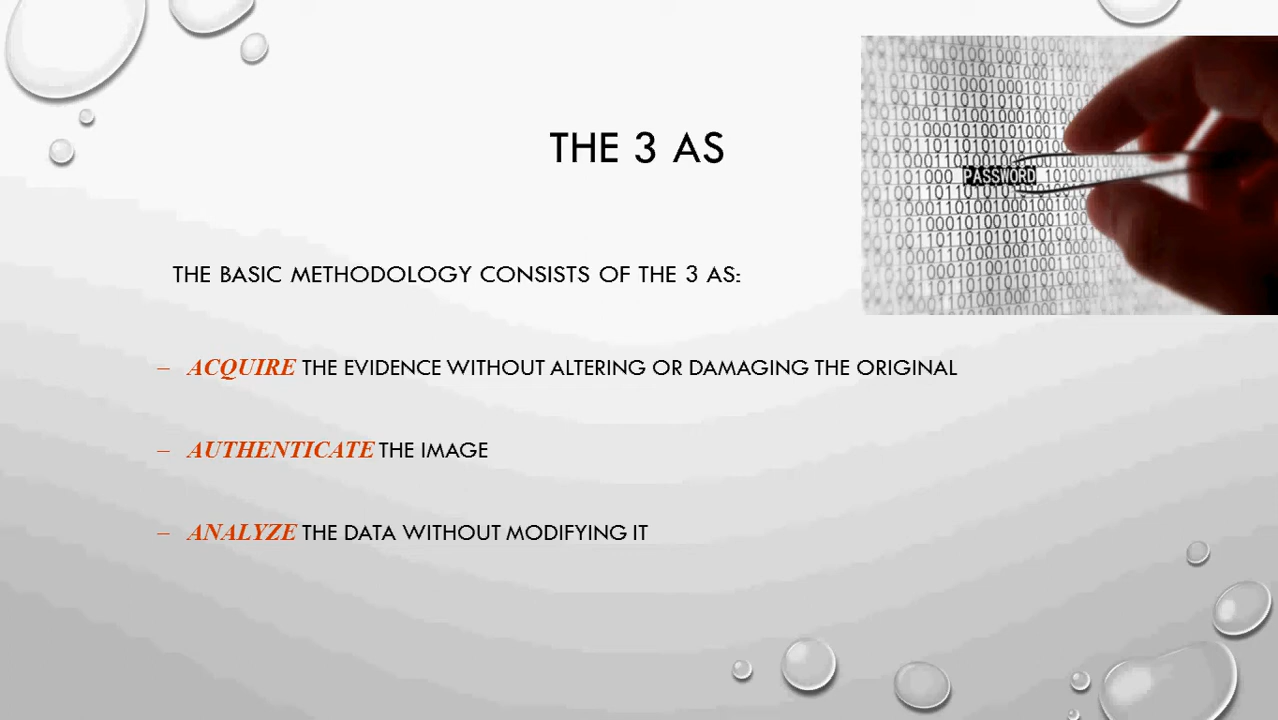 THE 3 AS
PASSWORD
THE BASIC METHODOLOGY CONSISTS OF THE 3 AS:
– ACQUIRE THE EVIDENCE WITHOUT ALTERING OR DAMAGING THE ORIGINAL
– AUTHENTICATE THE IMAGE
– ANALYZE THE DATA WITHOUT MODIFYING IT